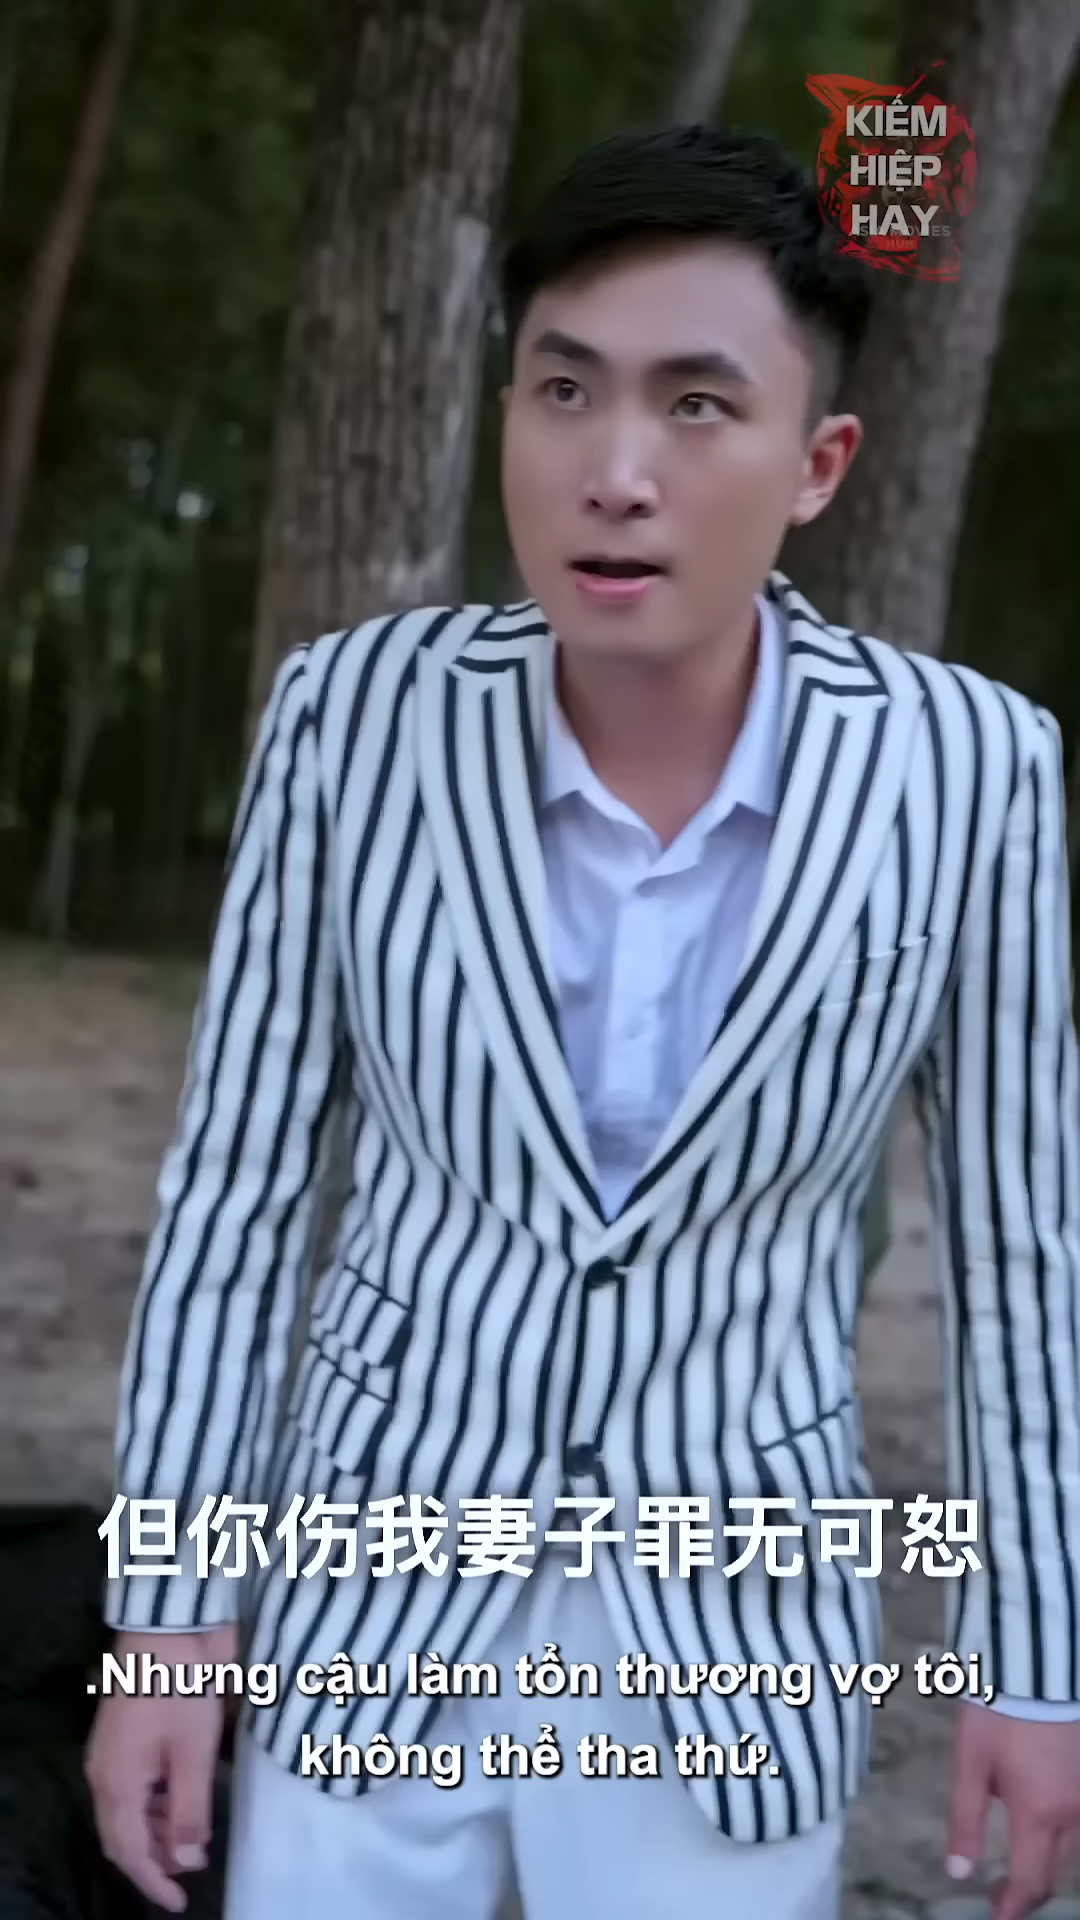 KIẾM
HIỆP
HAY
HUB
但你伤我妻子罪无可恕
.Nhưng cậu làm tổn thương vợ tôi,
không thể tha thứ.